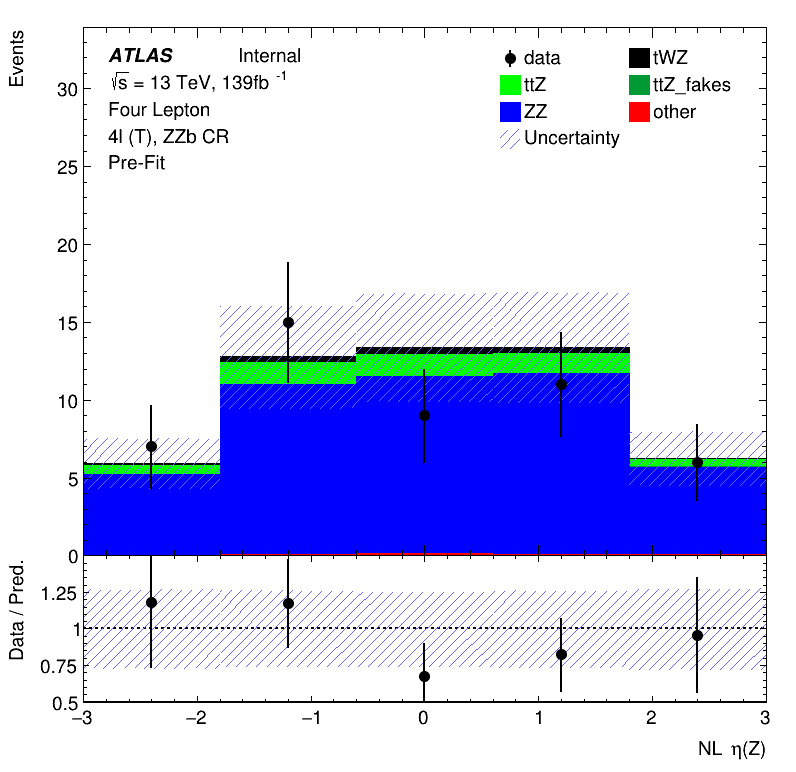 Events
ATLAS Internal
√s = 13 TeV, 139fb -1
Four Lepton
4l (T), ZZb CR
Pre-Fit
data tWZ
ttZ ttZ_fakes
ZZ other
Uncertainty
30
25
20
15
10
5
0
Data / Pred.
1.25
1
0.75
0.5
−3 −2 −1 0 1 2 3
NL η(Z)